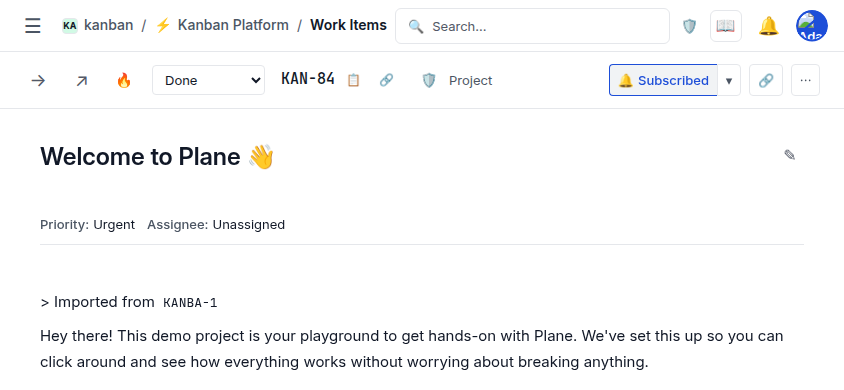 KA kanban / Kanban Platform / Work Items
Search...
Ada
Done
KAN-84
Project
Subscribed
Welcome to Plane 👋
Priority: Urgent Assignee: Unassigned
> Imported from KANBA-1
Hey there! This demo project is your playground to get hands-on with Plane. We've set this up so you can
click around and see how everything works without worrying about breaking anything.